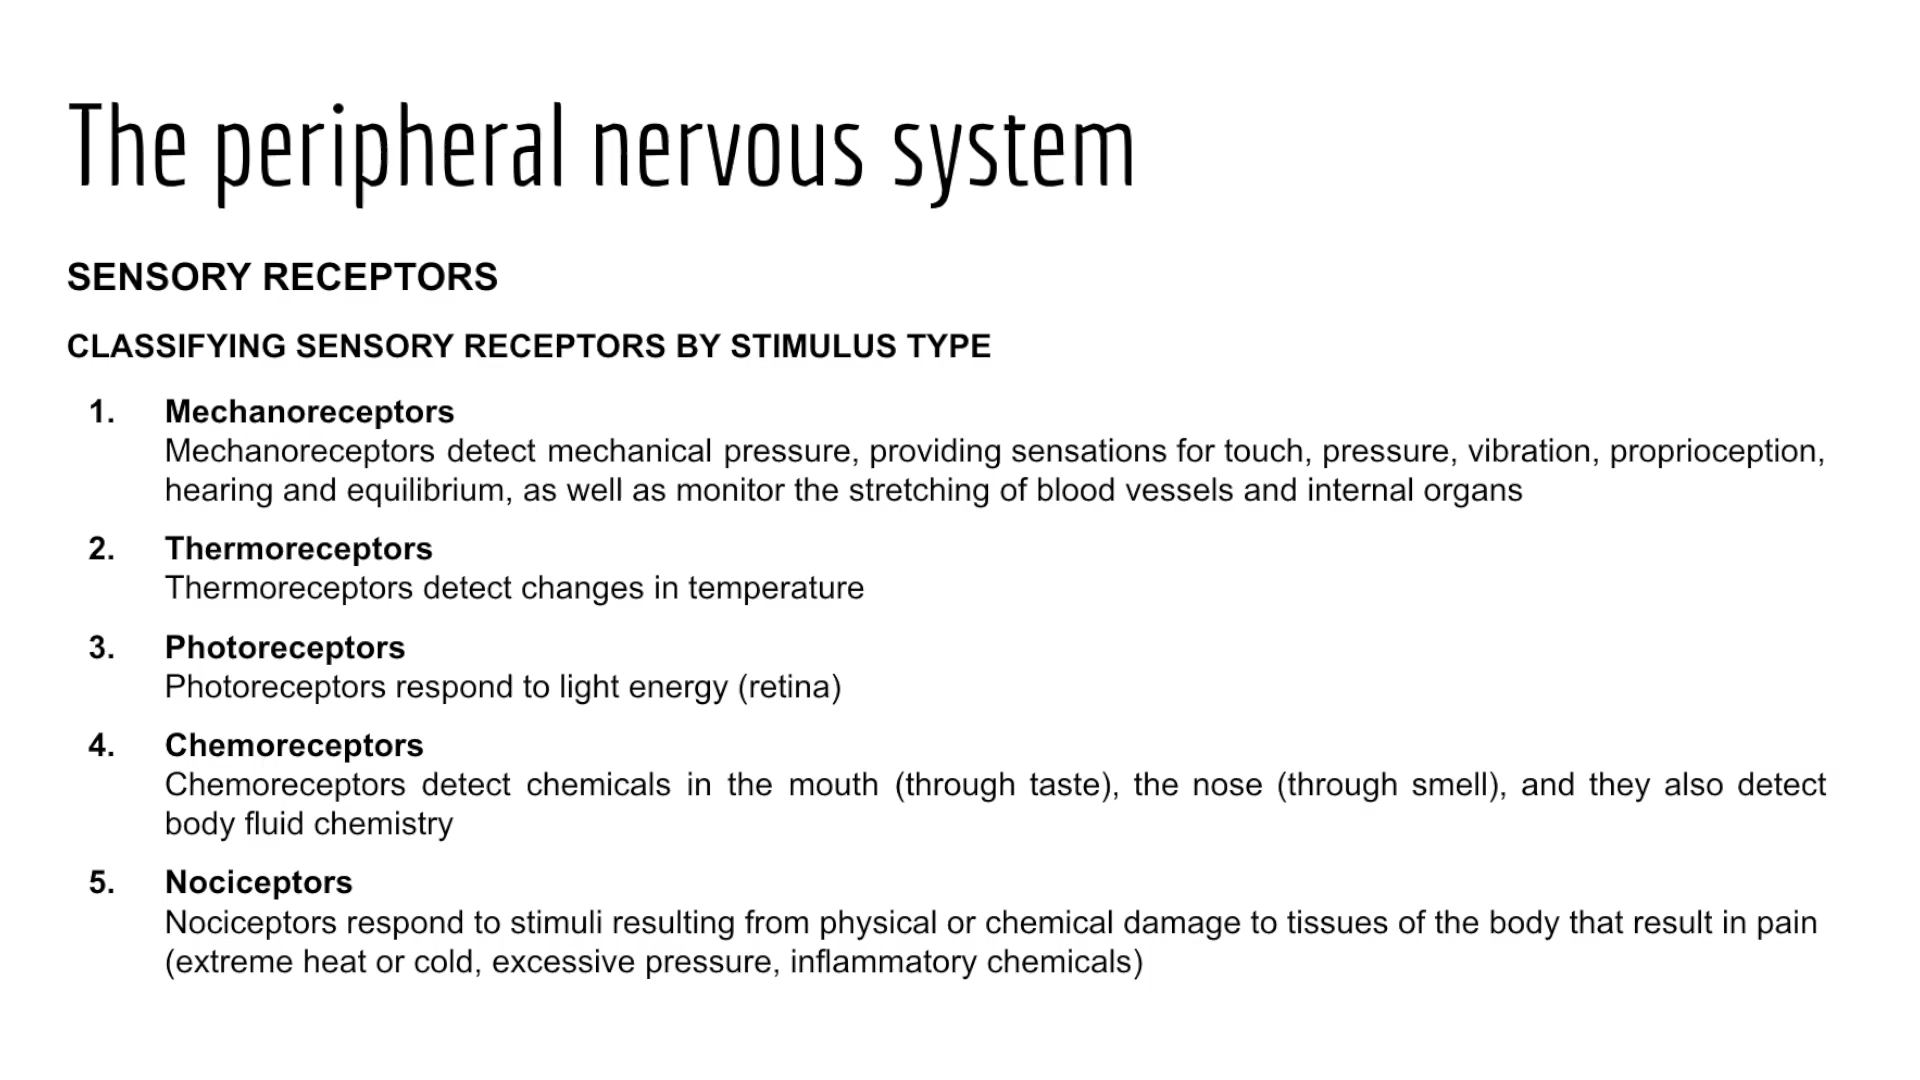 The peripheral nervous system
SENSORY RECEPTORS
CLASSIFYING SENSORY RECEPTORS BY STIMULUS TYPE
1. Mechanoreceptors
Mechanoreceptors detect mechanical pressure, providing sensations for touch, pressure, vibration, proprioception,
hearing and equilibrium, as well as monitor the stretching of blood vessels and internal organs
2. Thermoreceptors
Thermoreceptors detect changes in temperature
3. Photoreceptors
Photoreceptors respond to light energy (retina)
4. Chemoreceptors
Chemoreceptors detect chemicals in the mouth (through taste), the nose (through smell), and they also detect
body fluid chemistry
5. Nociceptors
Nociceptors respond to stimuli resulting from physical or chemical damage to tissues of the body that result in pain
(extreme heat or cold, excessive pressure, inflammatory chemicals)